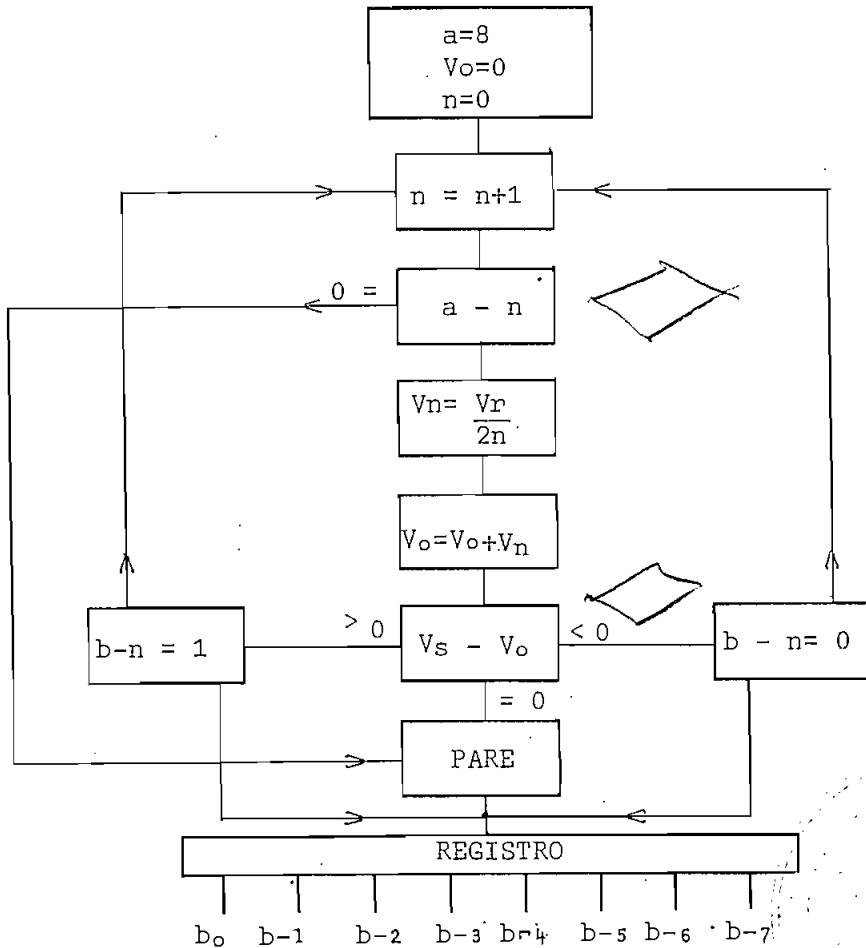 a=8
Vo=0
n=0
n = n+1
0 =
a - n
Vn= Vr
2n
Vo=Vo+Vn
b-n = 1
> 0
Vs - Vo
< 0
b - n= 0
= 0
PARE
REGISTRO
bo b-1 b-2 b-3 b-4 b-5 b-6 b-7